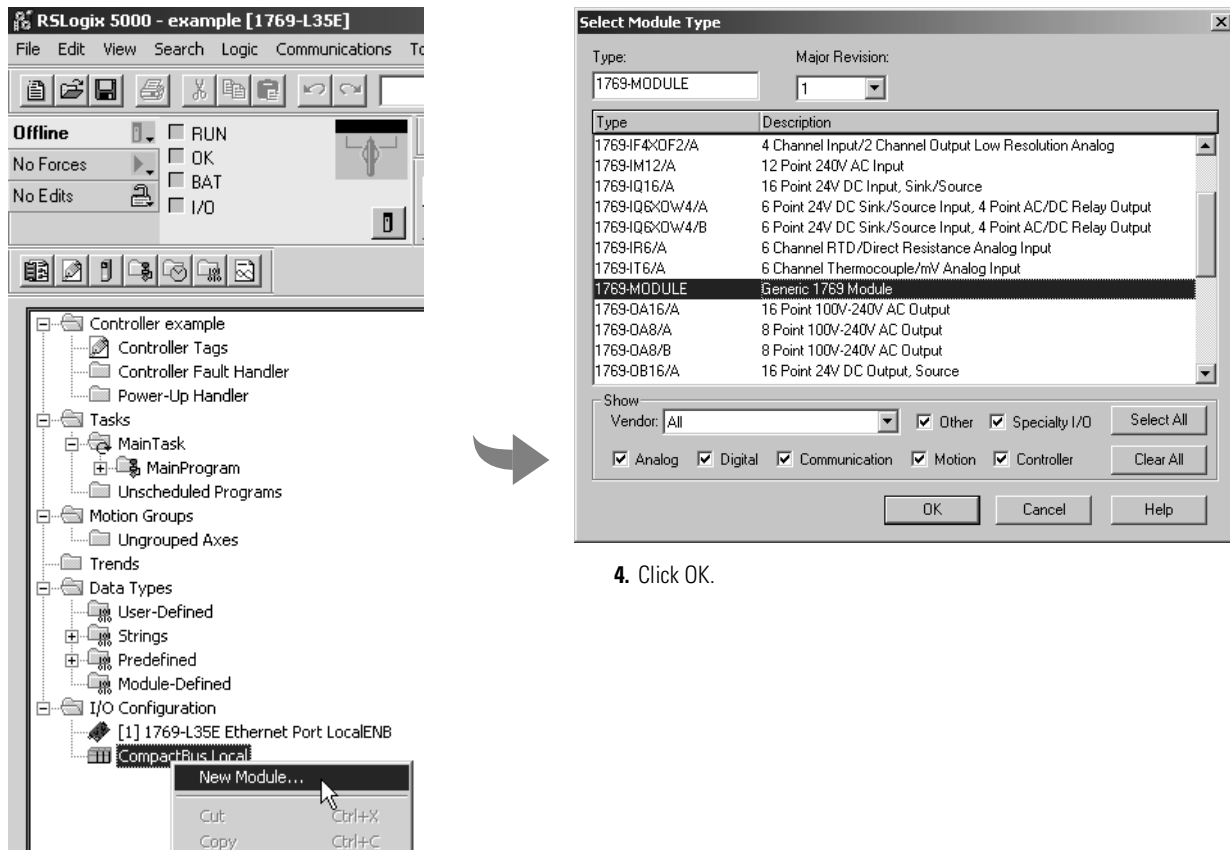 RSLogix 5000 - example [1769-L35E]
File Edit View Search Logic Communications To
Offline
RUN
No Forces
OK
BAT
No Edits
I/O
Controller example
Controller Tags
Controller Fault Handler
Power-Up Handler
Tasks
MainTask
MainProgram
Unscheduled Programs
Motion Groups
Ungrouped Axes
Trends
Data Types
User-Defined
Strings
Predefined
Module-Defined
I/O Configuration
[1] 1769-L35E Ethernet Port LocalENB
CompactBus Local
New Module...
Cut Ctrl+X
Copy Ctrl+C
Select Module Type
Type: Major Revision:
1769-MODULE 1
Type Description
1769-IF4XOF2/A 4 Channel Input/2 Channel Output Low Resolution Analog
1769-IM12/A 12 Point 240V AC Input
1769-IQ16/A 16 Point 24V DC Input, Sink/Source
1769-IQ6XOW4/A 6 Point 24V DC Sink/Source Input, 4 Point AC/DC Relay Output
1769-IQ6XOW4/B 6 Point 24V DC Sink/Source Input, 4 Point AC/DC Relay Output
1769-IR6/A 6 Channel RTD/Direct Resistance Analog Input
1769-IT6/A 6 Channel Thermocouple/mV Analog Input
1769-MODULE Generic 1769 Module
1769-OA16/A 16 Point 100V-240V AC Output
1769-OA8/A 8 Point 100V-240V AC Output
1769-OA8/B 8 Point 100V-240V AC Output
1769-OB16/A 16 Point 24V DC Output, Source
Show
Vendor: All Other Specialty I/O Select All
Analog Digital Communication Motion Controller Clear All
OK Cancel Help
4. Click OK.